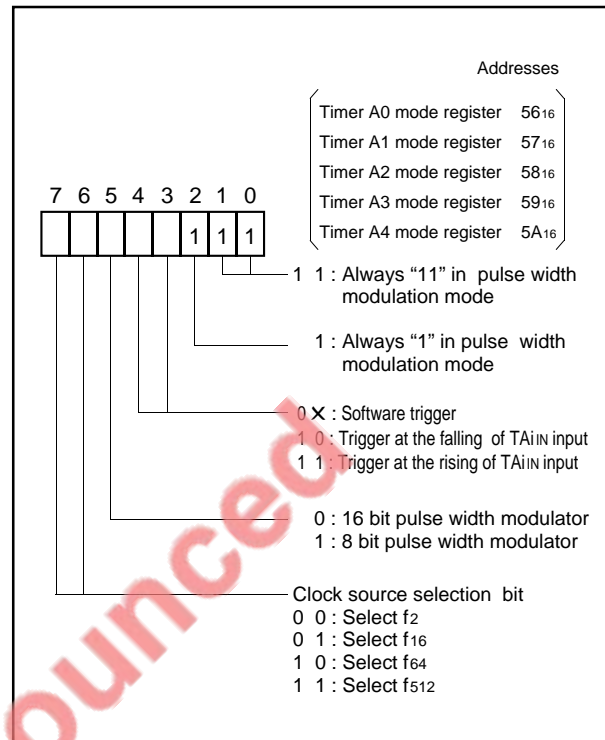 Addresses
Timer A0 mode register 5616
Timer A1 mode register 5716
Timer A2 mode register 5816
Timer A3 mode register 5916
Timer A4 mode register 5A16
7 6 5 4 3 2 1 0
1 1 1
1 1 : Always “11” in pulse width
modulation mode
1 : Always “1” in pulse width
modulation mode
0 × : Software trigger
1 0 : Trigger at the falling of TAiIN input
1 1 : Trigger at the rising of TAiIN input
0 : 16 bit pulse width modulator
1 : 8 bit pulse width modulator
Clock source selection bit
0 0 : Select f2
0 1 : Select f16
1 0 : Select f64
1 1 : Select f512
ounced